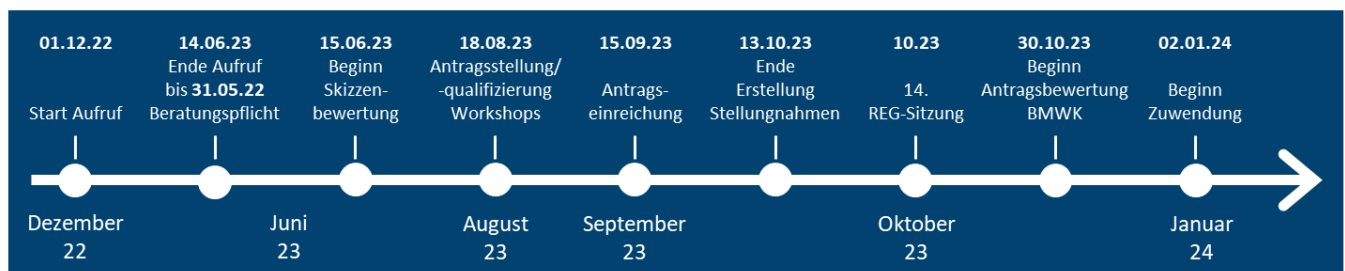 01.12.22
Start Aufruf
14.06.23
Ende Aufruf
bis 31.05.22
Beratungspflicht
15.06.23
Beginn
Skizzen-
bewertung
18.08.23
Antragsstellung/
-qualifizierung
Workshops
15.09.23
Antrags-
einreichung
13.10.23
Ende
Erstellung
Stellungnahmen
10.23
14.
REG-Sitzung
30.10.23
Beginn
Antragsbewertung
BMWK
02.01.24
Beginn
Zuwendung
Dezember
22
Juni
23
August
23
September
23
Oktober
23
Januar
24